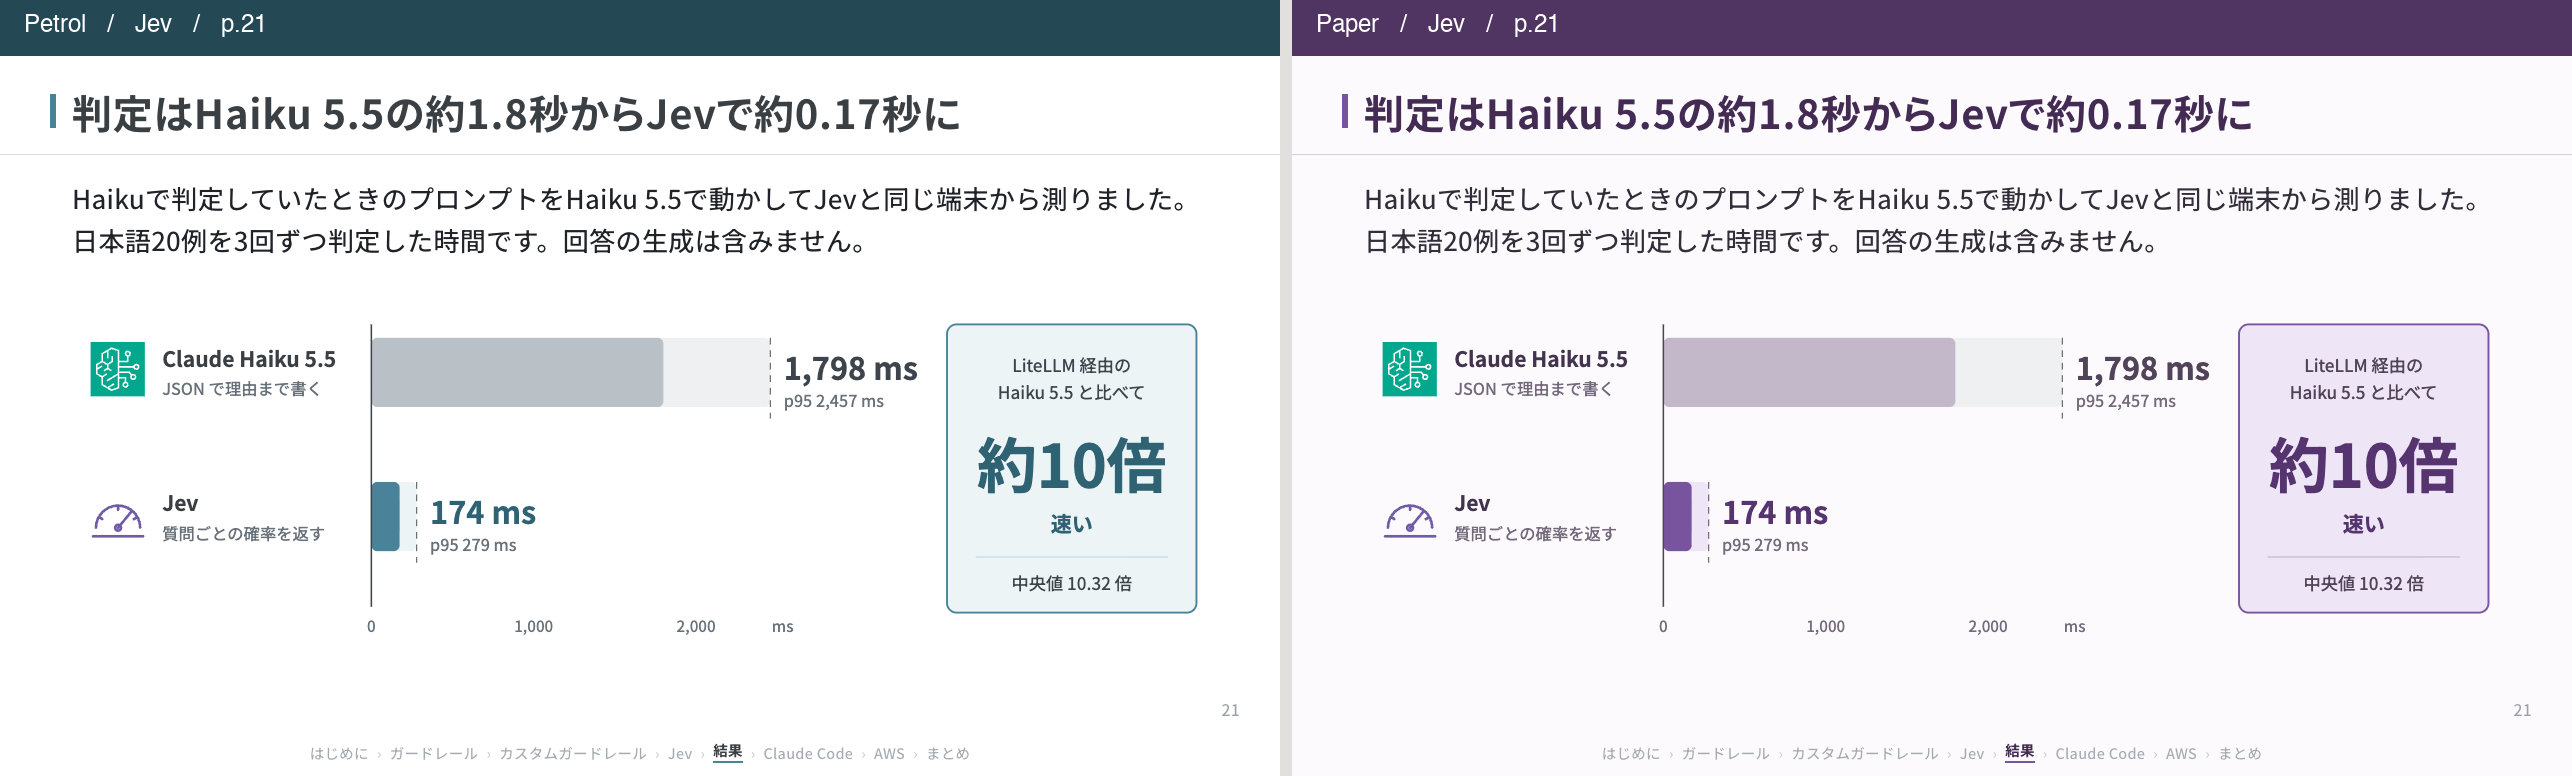 Petrol / Jev / p.21
判定はHaiku 5.5の約1.8秒からJevで約0.17秒に
Haikuで判定していたときのプロンプトをHaiku 5.5で動かしてJevと同じ端末から測りました。
日本語20例を3回ずつ判定した時間です。回答の生成は含みません。
Claude Haiku 5.5
JSON で理由まで書く
1,798 ms
p95 2,457 ms
Jev
質問ごとの確率を返す
174 ms
p95 279 ms
0 1,000 2,000 ms
LiteLLM 経由の
Haiku 5.5 と比べて
約10倍
速い
中央値 10.32 倍
21
はじめに › ガードレール › カスタムガードレール › Jev › 結果 › Claude Code › AWS › まとめ
Paper / Jev / p.21
判定はHaiku 5.5の約1.8秒からJevで約0.17秒に
Haikuで判定していたときのプロンプトをHaiku 5.5で動かしてJevと同じ端末から測りました。
日本語20例を3回ずつ判定した時間です。回答の生成は含みません。
Claude Haiku 5.5
JSON で理由まで書く
1,798 ms
p95 2,457 ms
Jev
質問ごとの確率を返す
174 ms
p95 279 ms
0 1,000 2,000 ms
LiteLLM 経由の
Haiku 5.5 と比べて
約10倍
速い
中央値 10.32 倍
21
はじめに › ガードレール › カスタムガードレール › Jev › 結果 › Claude Code › AWS › まとめ